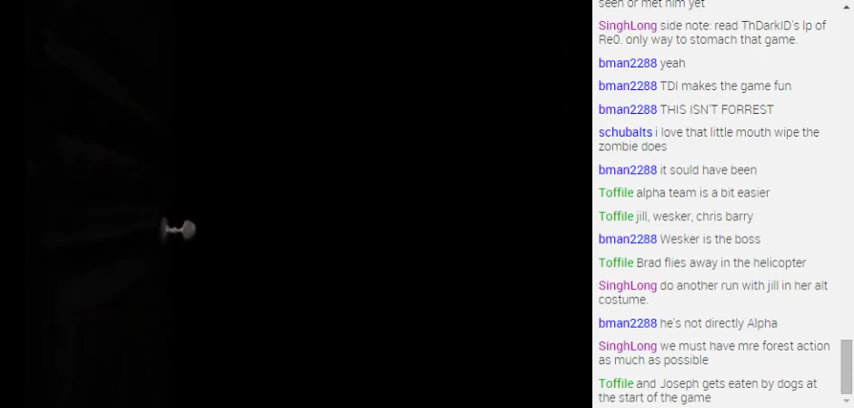 seen or met him yet
SinghLong side note: read ThDarkID's lp of
Re0. only way to stomach that game.
bman2288 yeah
bman2288 TDI makes the game fun
bman2288 THIS ISN'T FORREST
schubalts i love that little mouth wipe the
zombie does
bman2288 it sould have been
Toffile alpha team is a bit easier
Toffile jill, wesker, chris barry
bman2288 Wesker is the boss
Toffile Brad flies away in the helicopter
SinghLong do another run with jill in her alt
costume.
bman2288 he's not directly Alpha
SinghLong we must have mre forest action
as much as possible
Toffile and Joseph gets eaten by dogs at
the start of the game